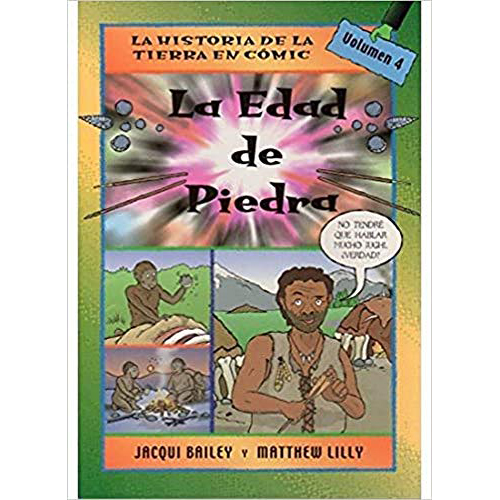 LA HISTORIA DE LA
TIERRA EN CÓMIC
Volumen 4
La Edad
de
Piedra
NO TENDRÉ
QUE HABLAR
MUCHO ¡UGH!,
¿VERDAD?
JACQUI BAILEY Y MATTHEW LILLY